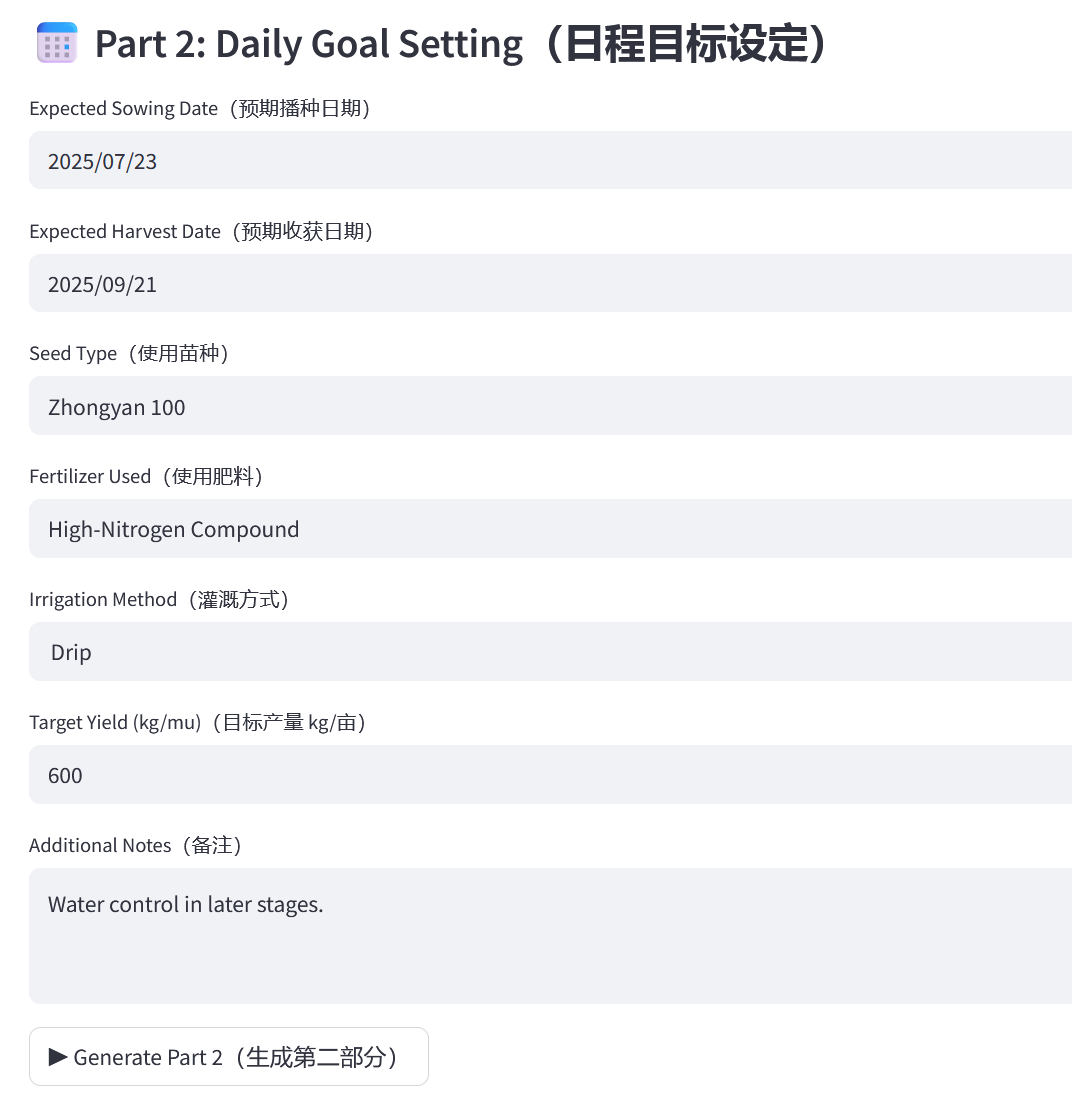 Part 2: Daily Goal Setting（日程目标设定）
Expected Sowing Date（预期播种日期）
2025/07/23
Expected Harvest Date（预期收获日期）
2025/09/21
Seed Type（使用苗种）
Zhongyan 100
Fertilizer Used（使用肥料）
High-Nitrogen Compound
Irrigation Method（灌溉方式）
Drip
Target Yield (kg/mu)（目标产量 kg/亩）
600
Additional Notes（备注）
Water control in later stages.
▶ Generate Part 2（生成第二部分）